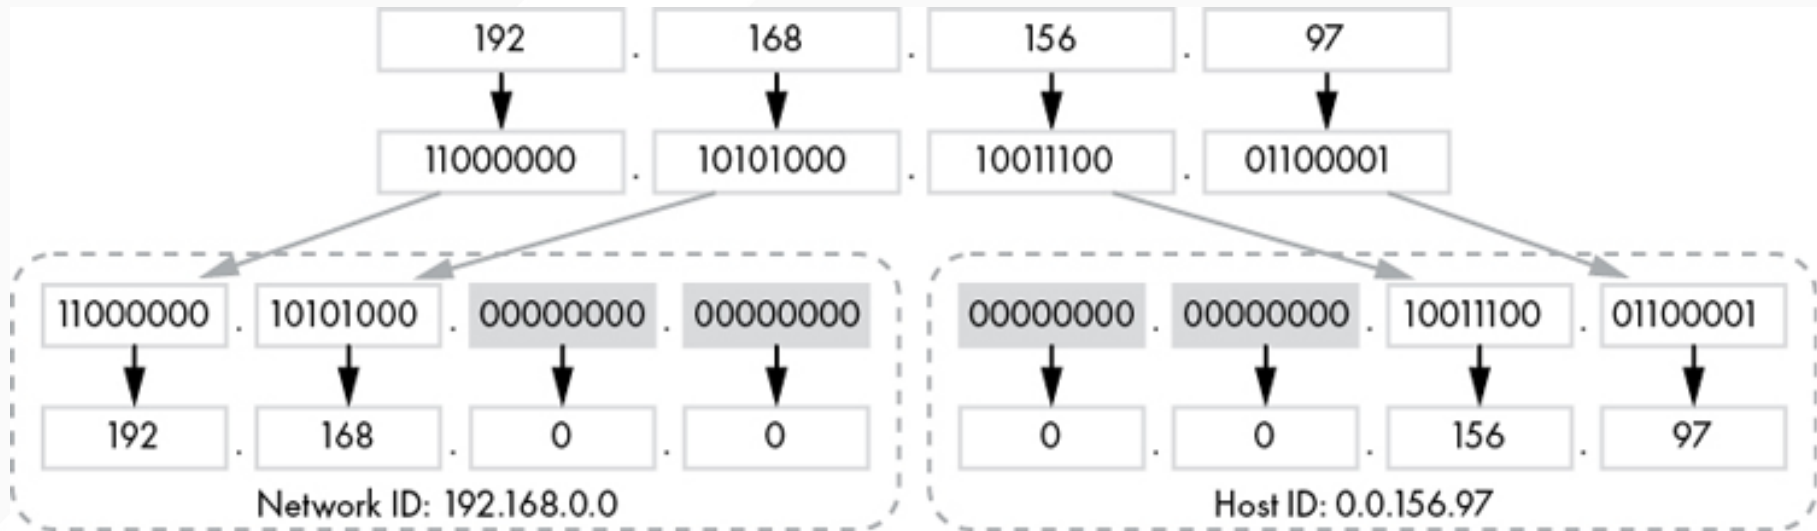 192 . 168 . 156 . 97
11000000 . 10101000 . 10011100 . 01100001
11000000 . 10101000 . 00000000 . 00000000
192 . 168 . 0 . 0
Network ID: 192.168.0.0
00000000 . 00000000 . 10011100 . 01100001
0 . 0 . 156 . 97
Host ID: 0.0.156.97